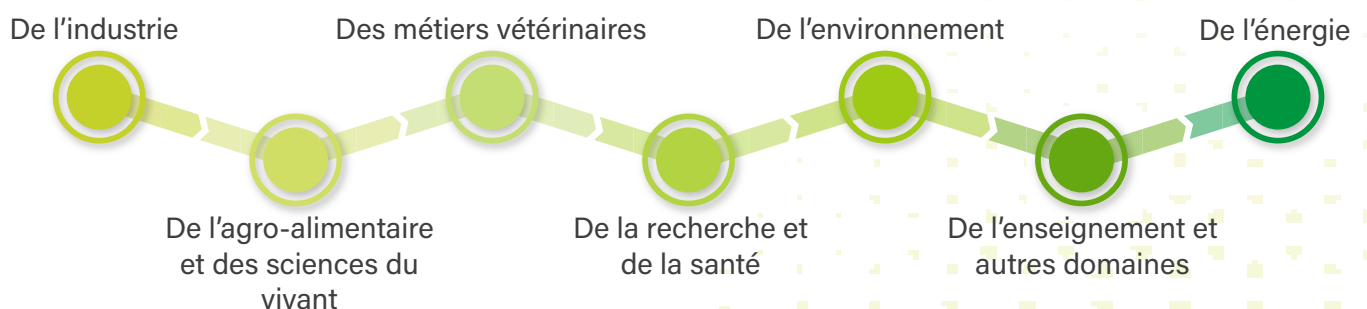 De l'industrie
De l'agro-alimentaire
et des sciences du
vivant
Des métiers vétérinaires
De la recherche et
de la santé
De l'environnement
De l'enseignement et
autres domaines
De l'énergie